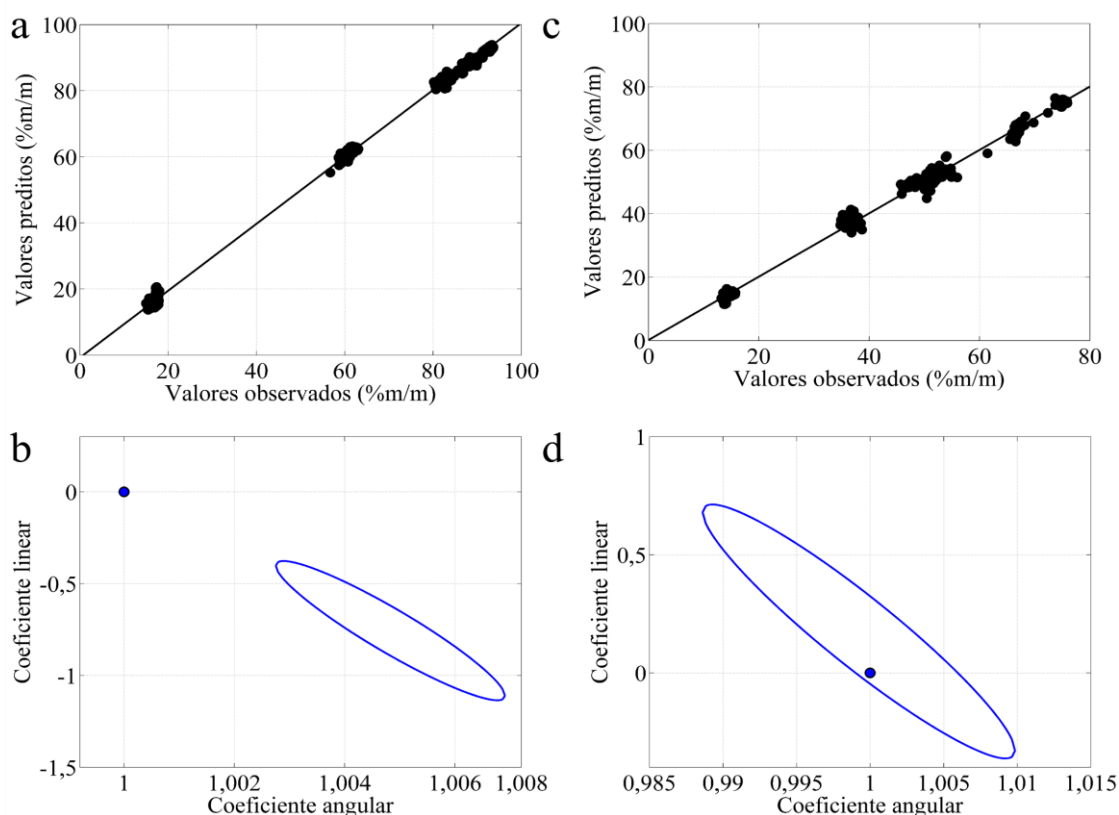 a
100
80
60
40
20
0
Valores preditos (%m/m)
0 20 40 60 80 100
Valores observados (%m/m)
c
100
80
60
40
20
0
Valores preditos (%m/m)
0 20 40 60 80
Valores observados (%m/m)
b
0
-0,5
-1
-1,5
Coeficiente linear
1 1,002 1,004 1,006 1,008
Coeficiente angular
d
1
0,5
0
Coeficiente linear
0,985 0,99 0,995 1 1,005 1,01 1,015
Coeficiente angular